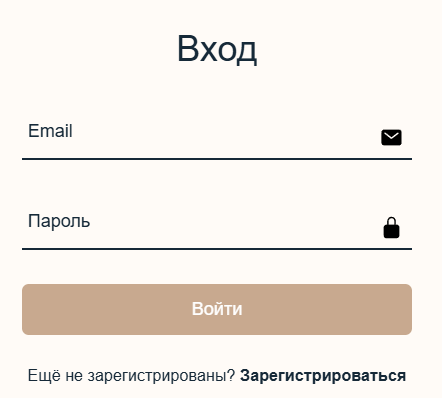 Вход
Email
Пароль
Войти
Ещё не зарегистрированы? Зарегистрироваться